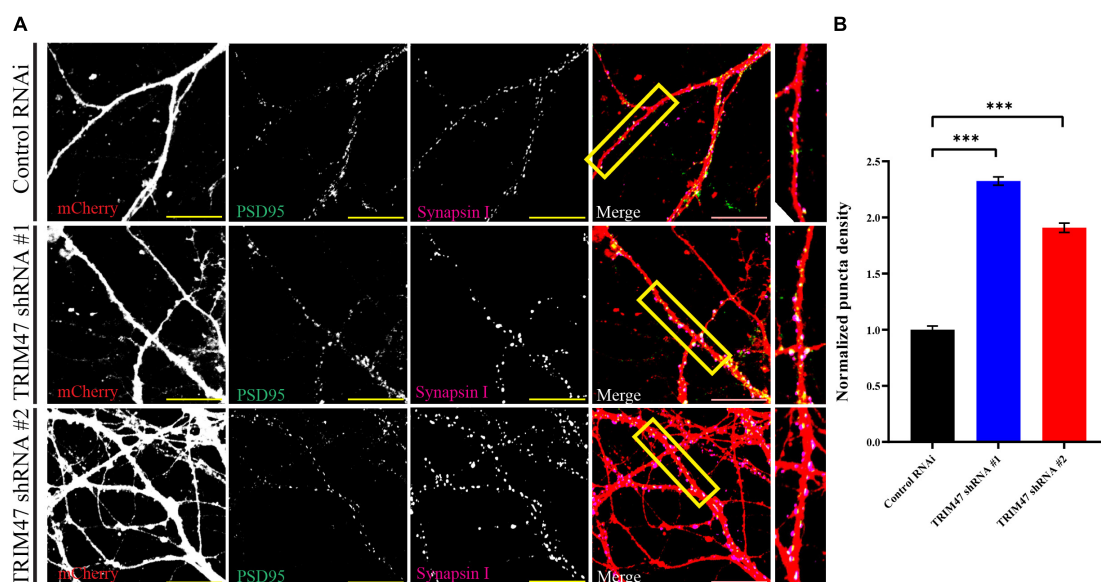 A
B
Control RNAi
mCherry
PSD95
Synapsin I
Merge
TRIM47 shRNA #1
mCherry
PSD95
Synapsin I
Merge
TRIM47 shRNA #2
mCherry
PSD95
Synapsin I
Merge
***
***
Normalized puncta density
2.5
2.0
1.0
0.5
0.0
Control RNAi
TRIM47 shRNA #1
TRIM47 shRNA #2